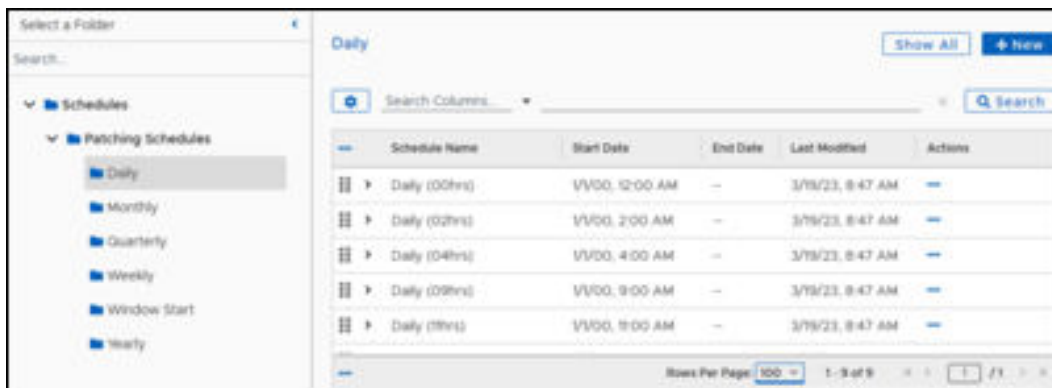 Select a Folder
Search...
Schedules
Patching Schedules
Daily
Monthly
Quarterly
Weekly
Window Start
Yearly
Daily
Show All
+ New
Search Columns...
Search
Schedule Name Start Date End Date Last Modified Actions
Daily (00hrs) 1/1/00, 12:00 AM -- 3/19/23, 8:47 AM
Daily (02hrs) 1/1/00, 2:00 AM -- 3/19/23, 8:47 AM
Daily (04hrs) 1/1/00, 4:00 AM -- 3/19/23, 8:47 AM
Daily (09hrs) 1/1/00, 9:00 AM -- 3/19/23, 8:47 AM
Daily (11hrs) 1/1/00, 11:00 AM -- 3/19/23, 8:47 AM
Rows Per Page: 100 1 - 9 of 9 1 / 1